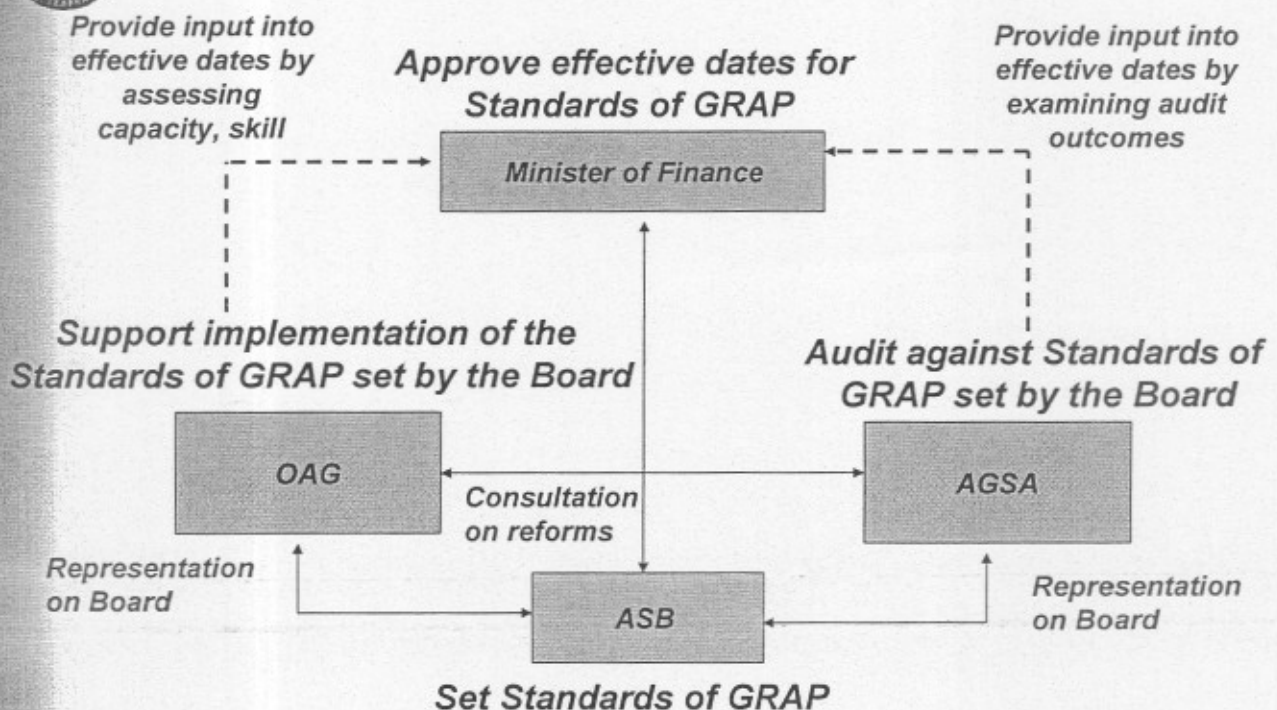 Provide input into
effective dates by
assessing
capacity, skill
Approve effective dates for
Standards of GRAP
Provide input into
effective dates by
examining audit
outcomes
Minister of Finance
Support implementation of the
Standards of GRAP set by the Board
Audit against Standards of
GRAP set by the Board
OAG
AGSA
Consultation
on reforms
Representation
on Board
ASB
Representation
on Board
Set Standards of GRAP